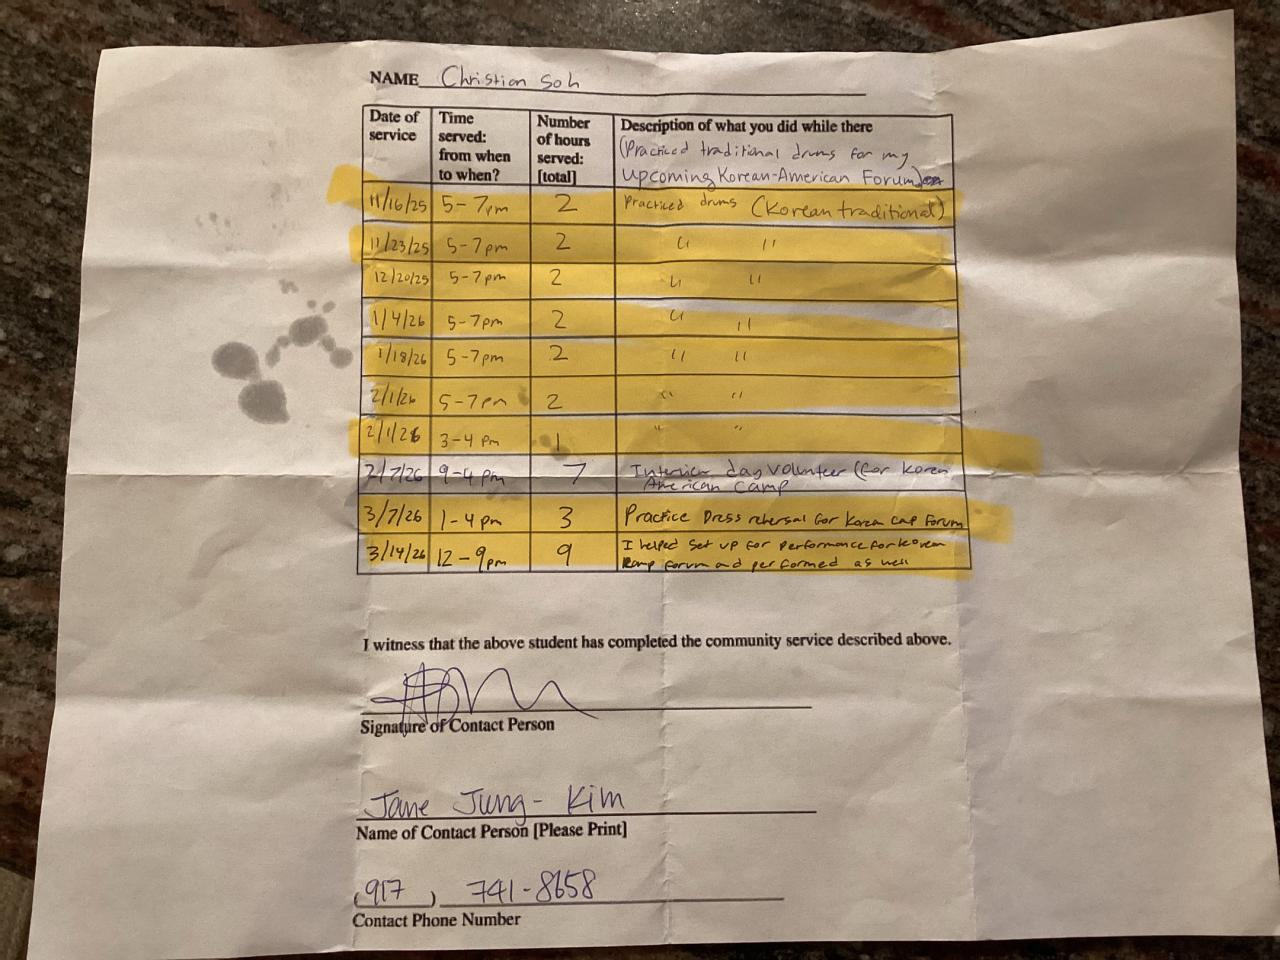 NAME Christian Soh
Date of service Time served: from when to when? Number of hours served: [total] Description of what you did while there
(Practiced traditional drums for my
Upcoming Korean-American Forum)
11/16/25 5-7pm 2 Practiced drums (Korean traditional)
11/23/25 5-7pm 2 " "
12/20/25 5-7pm 2 " "
1/4/26 5-7pm 2 " "
1/18/26 5-7pm 2 " "
2/1/26 5-7pm 2 " "
2/1/26 3-4 pm 1 " "
2/7/26 9-4 pm 7 Interview day volunteer (for Korean
American Camp
3/7/26 1-4 pm 3 Practice Dress rehersal for Korean Forum
3/14/26 12-9pm 9 I helped set up for performance for Korean
forum and performed as well
I witness that the above student has completed the community service described above.
Signature of Contact Person
Jane Jung-Kim
Name of Contact Person [Please Print]
(917) 741-8658
Contact Phone Number